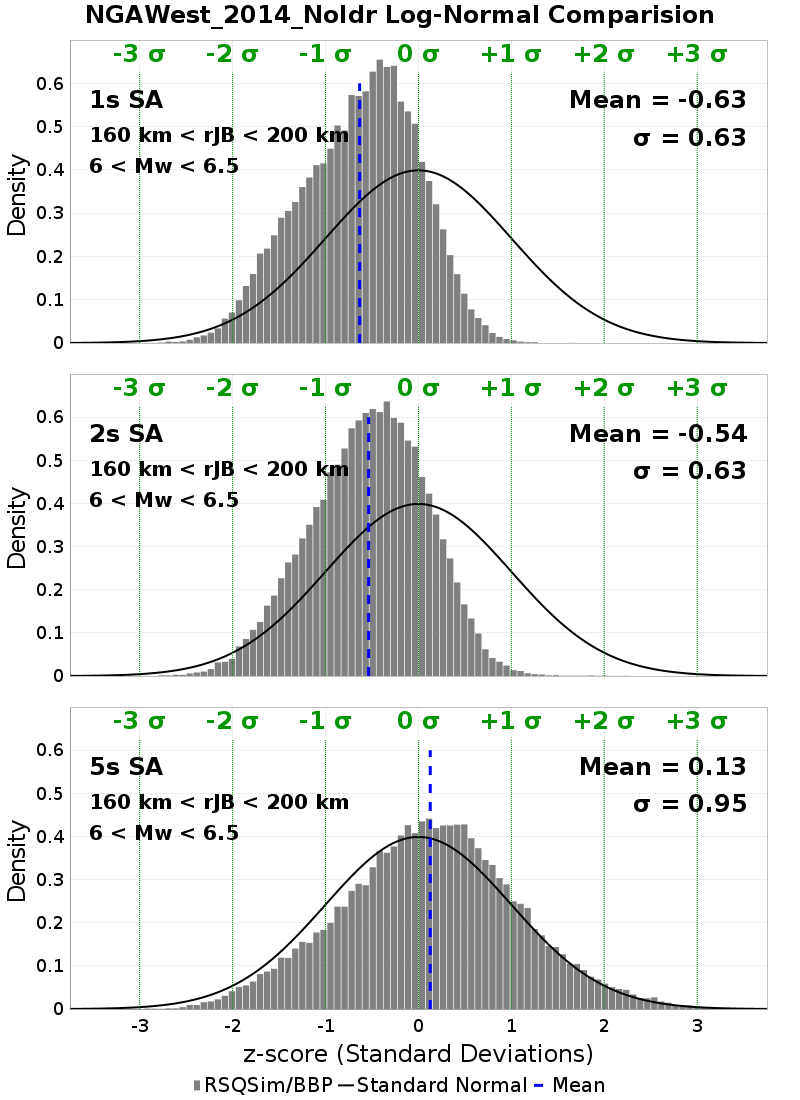 NGAWest_2014_NoIdr Log-Normal Comparision
-3 σ -2 σ -1 σ 0 σ +1 σ +2 σ +3 σ
1s SA
Mean = -0.63
160 km < rJB < 200 km
σ = 0.63
6 < Mw < 6.5
Density
0.6
0.5
0.4
0.3
0.2
0.1
0
-3 σ -2 σ -1 σ 0 σ +1 σ +2 σ +3 σ
2s SA
Mean = -0.54
160 km < rJB < 200 km
σ = 0.63
6 < Mw < 6.5
Density
0.6
0.5
0.4
0.3
0.2
0.1
0
-3 σ -2 σ -1 σ 0 σ +1 σ +2 σ +3 σ
5s SA
Mean = 0.13
160 km < rJB < 200 km
σ = 0.95
6 < Mw < 6.5
Density
0.6
0.5
0.4
0.3
0.2
0.1
0
-3 -2 -1 0 1 2 3
z-score (Standard Deviations)
RSQSim/BBP Standard Normal Mean